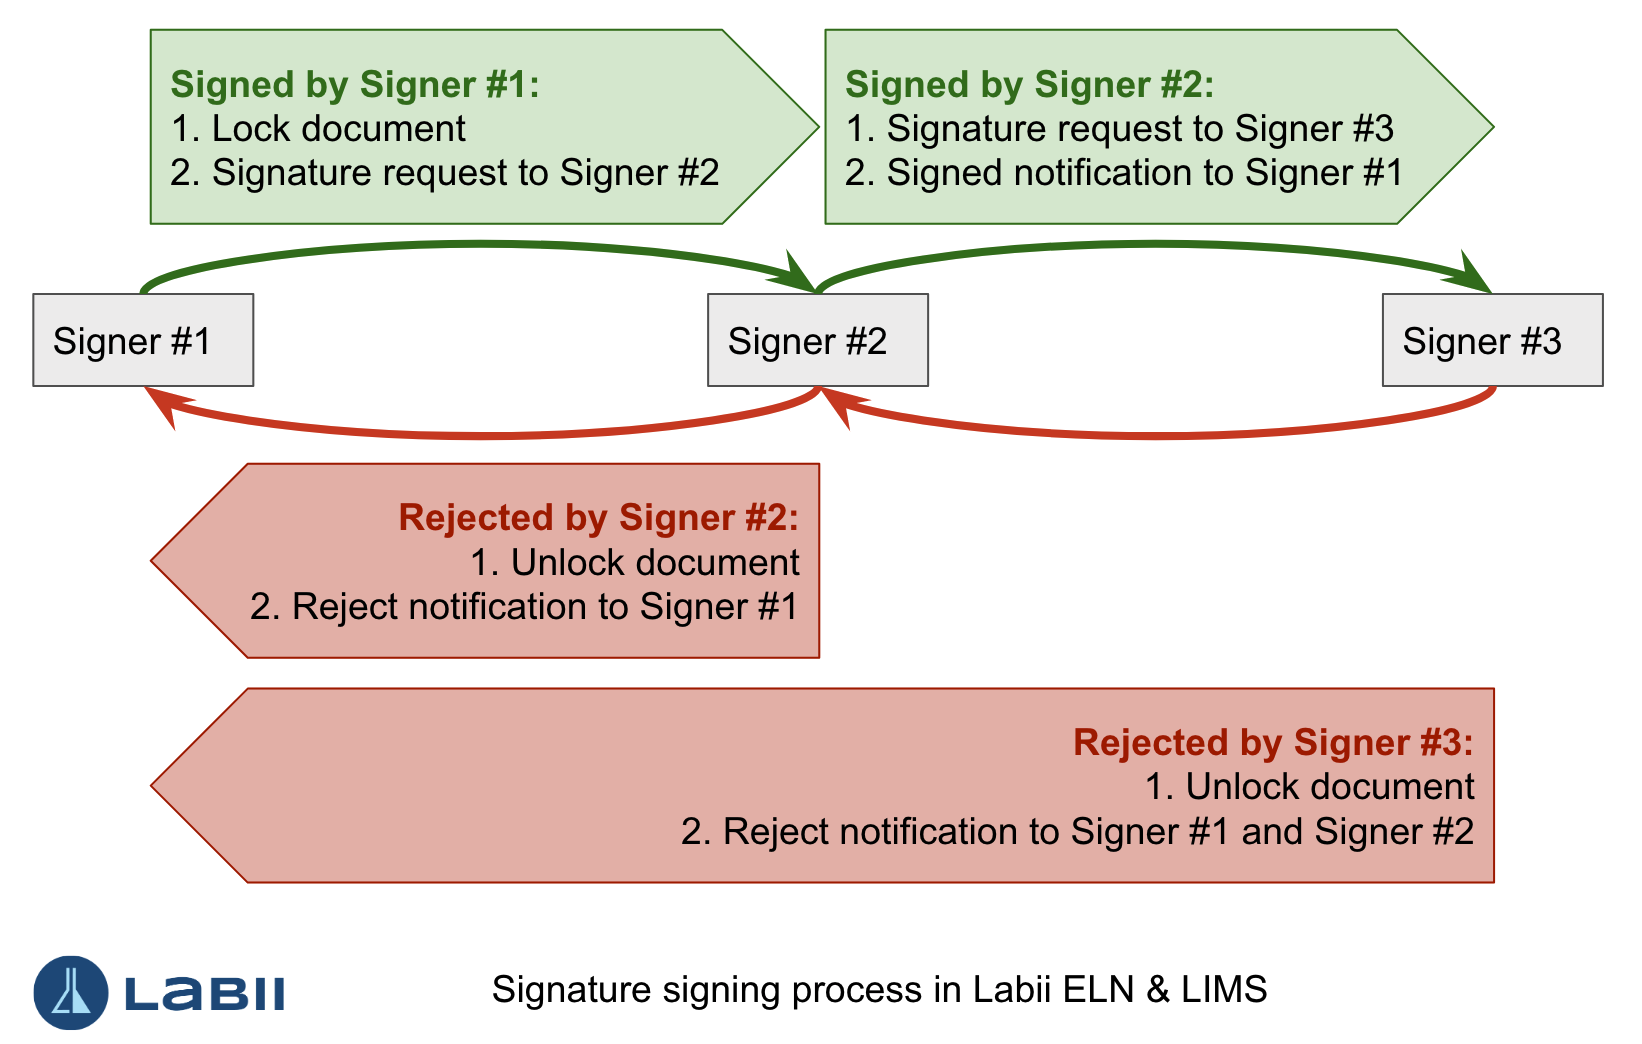 Signed by Signer #1:
1. Lock document
2. Signature request to Signer #2
Signed by Signer #2:
1. Signature request to Signer #3
2. Signed notification to Signer #1
Signer #1
Signer #2
Signer #3
Rejected by Signer #2:
1. Unlock document
2. Reject notification to Signer #1
Rejected by Signer #3:
1. Unlock document
2. Reject notification to Signer #1 and Signer #2
LaBII
Signature signing process in Labii ELN & LIMS